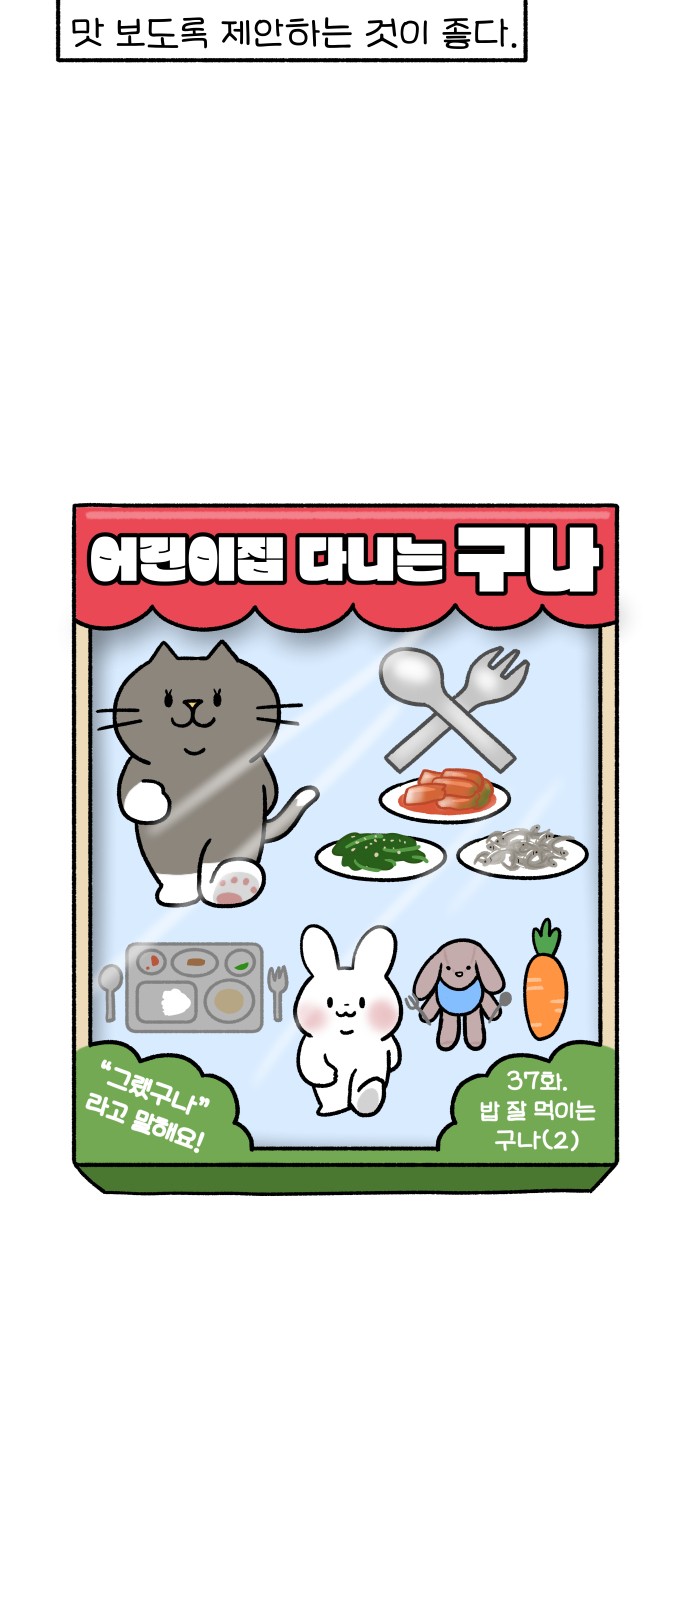 맛 보도록 제안하는 것이 좋다.
어린이집 다니는 구나
“그랬구나”
라고 말해요!
37화.
밥 잘 먹이는
구나(2)